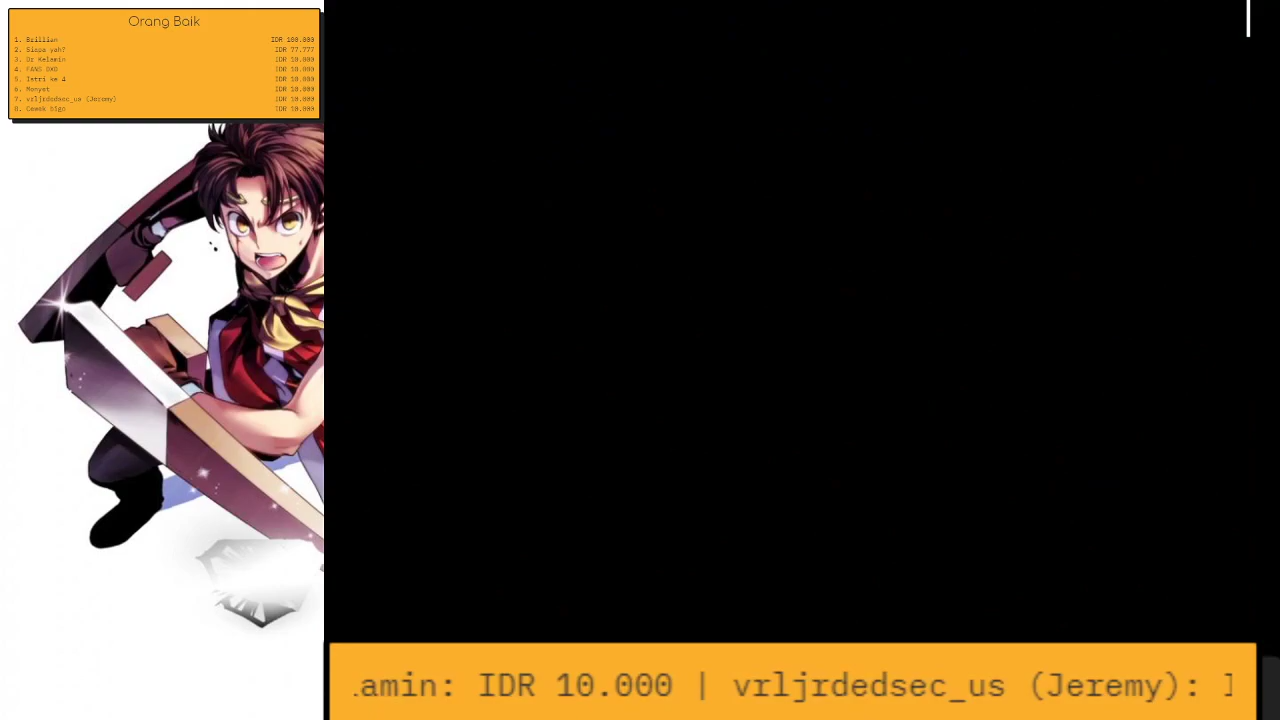 Orang Baik
1. Brillian IDR 100.000
2. Siapa yah? IDR 77.777
3. Dr Kelamin IDR 10.000
4. FANS DXD IDR 10.000
5. Istri ke 4 IDR 10.000
6. Monyet IDR 10.000
7. vrljrdedsec_us (Jeremy) IDR 10.000
8. Cewek bigo IDR 10.000
amin: IDR 10.000 | vrljrdedsec_us (Jeremy):